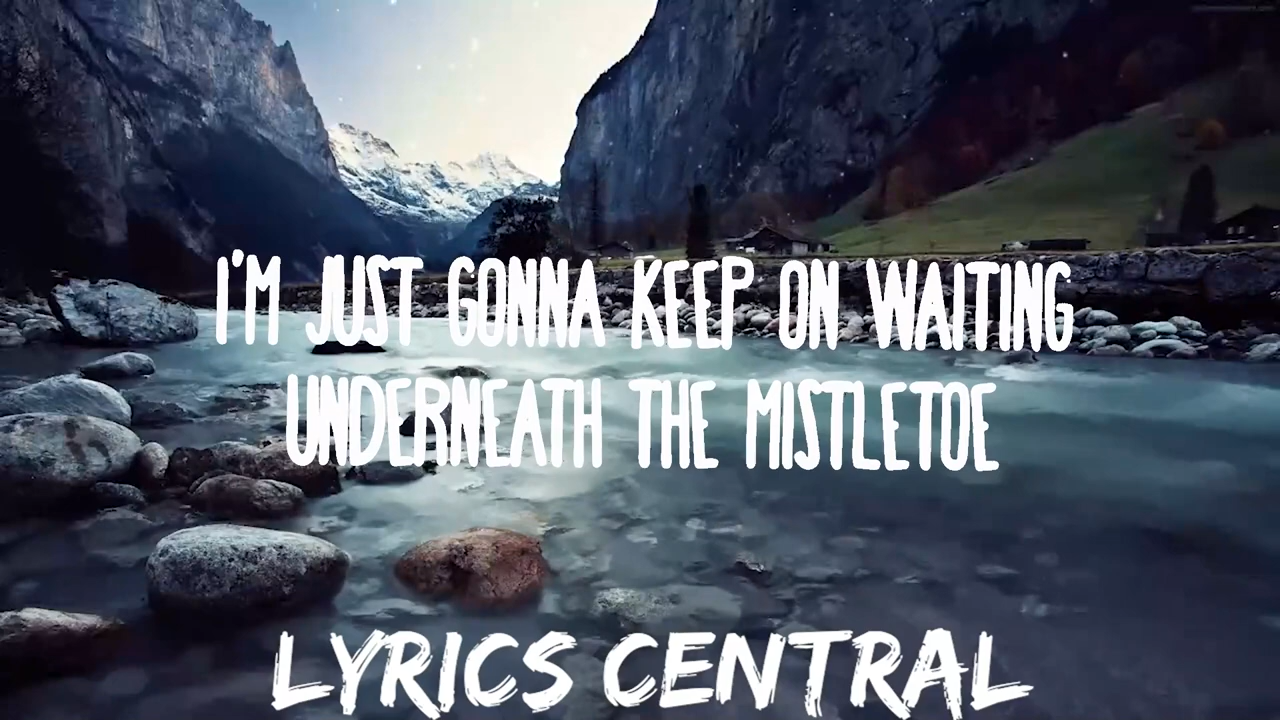 I'M JUST GONNA KEEP ON WAITING
UNDERNEATH THE MISTLETOE
LYRICS CENTRAL